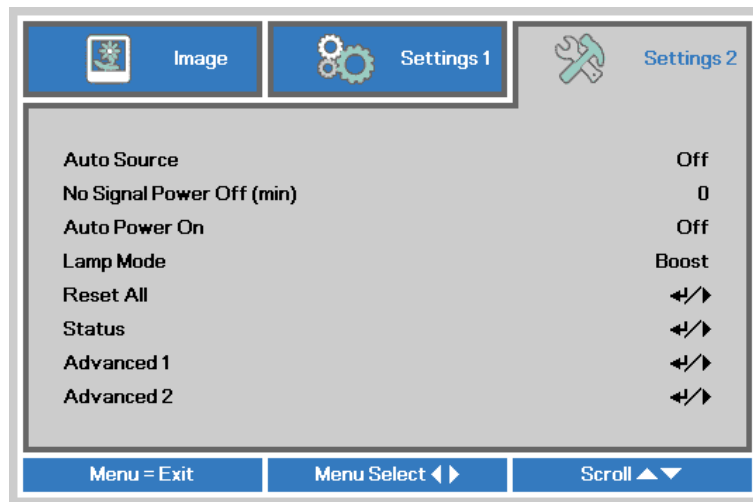 Image Settings 1 Settings 2
Auto Source Off
No Signal Power Off (min) 0
Auto Power On Off
Lamp Mode Boost
Reset All ↵/▶
Status ↵/▶
Advanced 1 ↵/▶
Advanced 2 ↵/▶
Menu = Exit Menu Select ◀▶ Scroll ▲▼